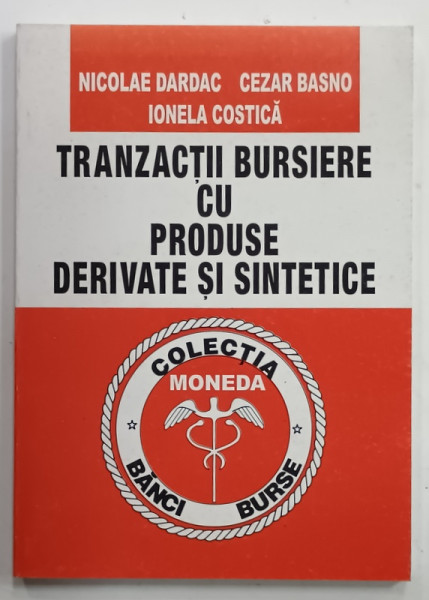 NICOLAE DARDAC CEZAR BASNO
IONELA COSTICĂ
TRANZACȚII BURSIERE
CU
PRODUSE
DERIVATE ȘI SINTETICE
COLECȚIA
MONEDA
BĂNCI BURSE